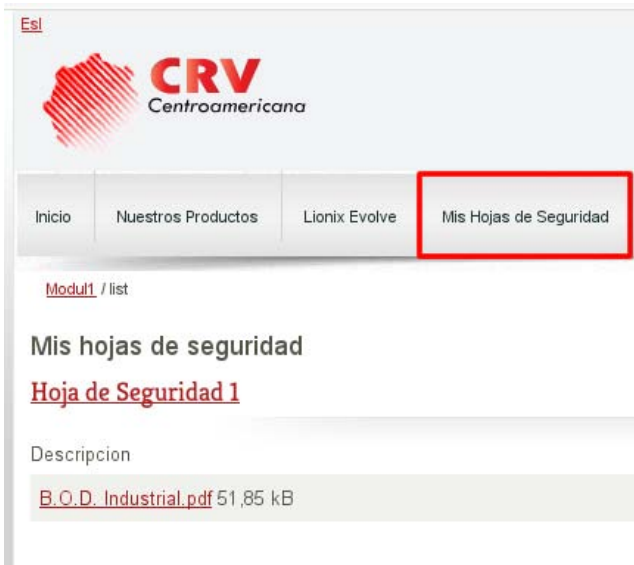 Esl
CRV
Centroamericana
Inicio Nuestros Productos Lionix Evolve Mis Hojas de Seguridad
Modul1 / list
Mis hojas de seguridad
Hoja de Seguridad 1
Descripcion
B.O.D. Industrial.pdf 51,85 kB